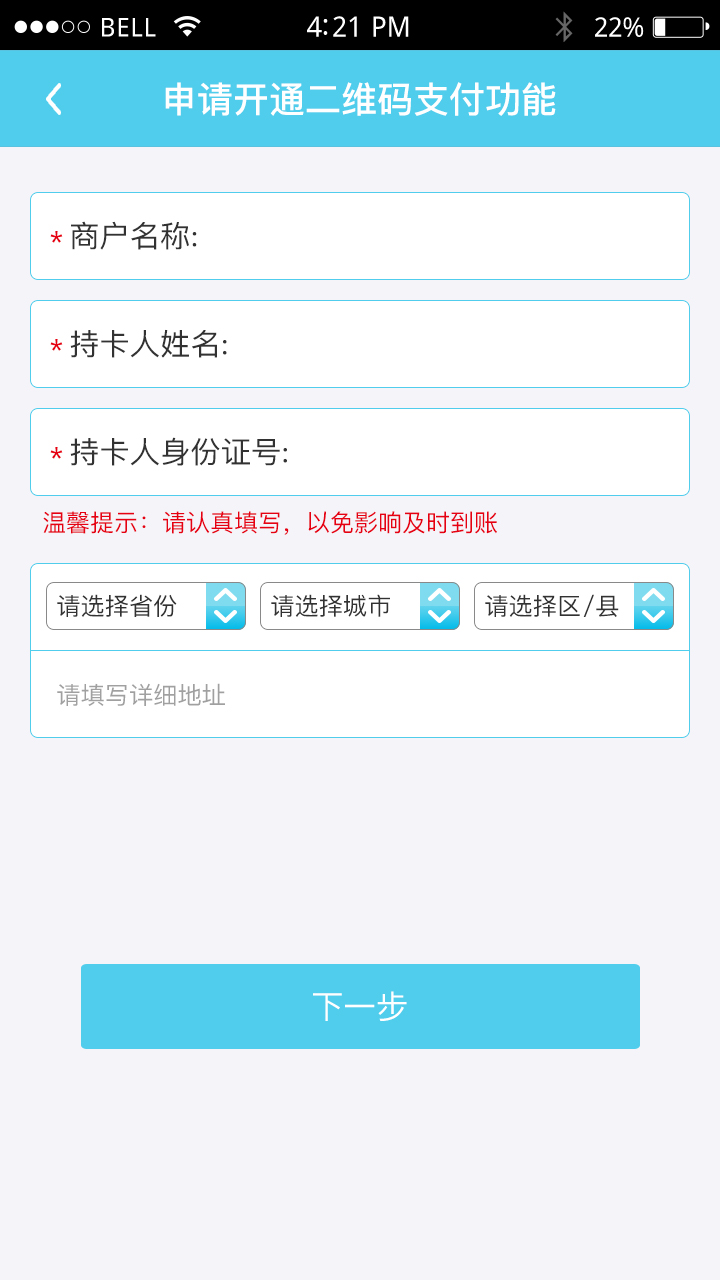 BELL 4:21 PM 22%
申请开通二维码支付功能
* 商户名称:
* 持卡人姓名:
* 持卡人身份证号:
温馨提示：请认真填写，以免影响及时到账
请选择省份 请选择城市 请选择区/县
请填写详细地址
下一步